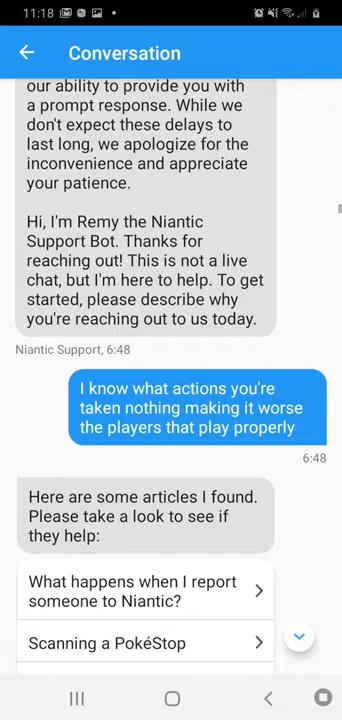 11:18
Conversation
our ability to provide you with
a prompt response. While we
don't expect these delays to
last long, we apologize for the
inconvenience and appreciate
your patience.
Hi, I'm Remy the Niantic
Support Bot. Thanks for
reaching out! This is not a live
chat, but I'm here to help. To get
started, please describe why
you're reaching out to us today.
Niantic Support, 6:48
I know what actions you're
taken nothing making it worse
the players that play properly
6:48
Here are some articles I found.
Please take a look to see if
they help:
What happens when I report
someone to Niantic?
Scanning a PokéStop